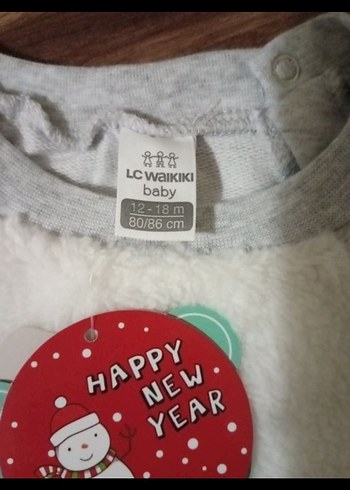 LC WAIKIKI
baby
12 - 18 m
80/86 cm
HAPPY
NEW
YEAR